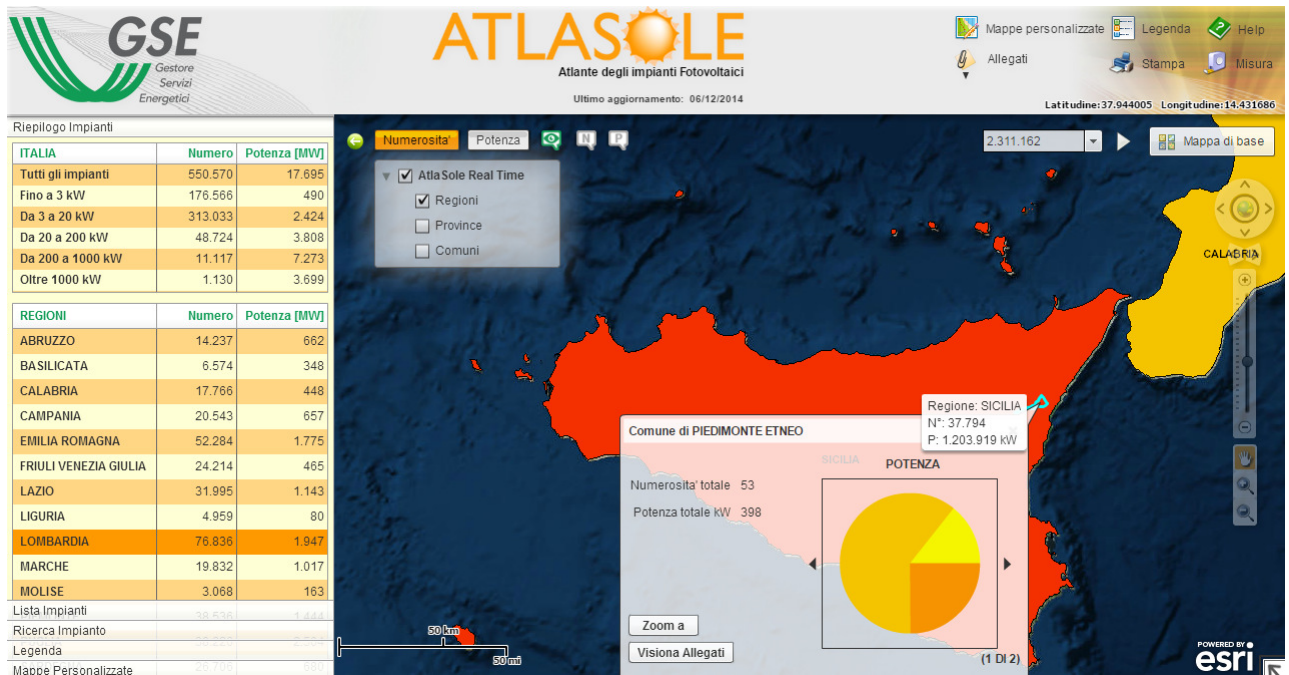 GSE
Gestore
Servizi
Energetici
ATLASOLE
Atlante degli impianti Fotovoltaici
Ultimo aggiornamento: 06/12/2014
Mappe personalizzate Legenda Help
Allegati Stampa Misura
Latitudine:37.944005 Longitudine:14.431686
Riepilogo Impianti
ITALIA Numero Potenza [MW]
Tutti gli impianti 550.570 17.695
Fino a 3 kW 176.566 490
Da 3 a 20 kW 313.033 2.424
Da 20 a 200 kW 48.724 3.808
Da 200 a 1000 kW 11.117 7.273
Oltre 1000 kW 1.130 3.699
REGIONI Numero Potenza [MW]
ABRUZZO 14.237 662
BASILICATA 6.574 348
CALABRIA 17.766 448
CAMPANIA 20.543 657
EMILIA ROMAGNA 52.284 1.775
FRIULI VENEZIA GIULIA 24.214 465
LAZIO 31.995 1.143
LIGURIA 4.959 80
LOMBARDIA 76.836 1.947
MARCHE 19.832 1.017
MOLISE 3.068 163
Lista Impianti 38.536 1.444
Ricerca Impianto
Legenda
Mappe Personalizzate 26.706 680
Numerosita' Potenza N P
2.311.162
Mappa di base
AtlaSole Real Time
Regioni
Province
Comuni
CALABRIA
Regione: SICILIA
N°: 37.794
P: 1.203.919 kW
Comune di PIEDIMONTE ETNEO
SICILIA
POTENZA
Numerosita' totale 53
Potenza totale kW 398
Zoom a
Visiona Allegati
(1 DI 2)
50 km
50 mi
POWERED BY
esri